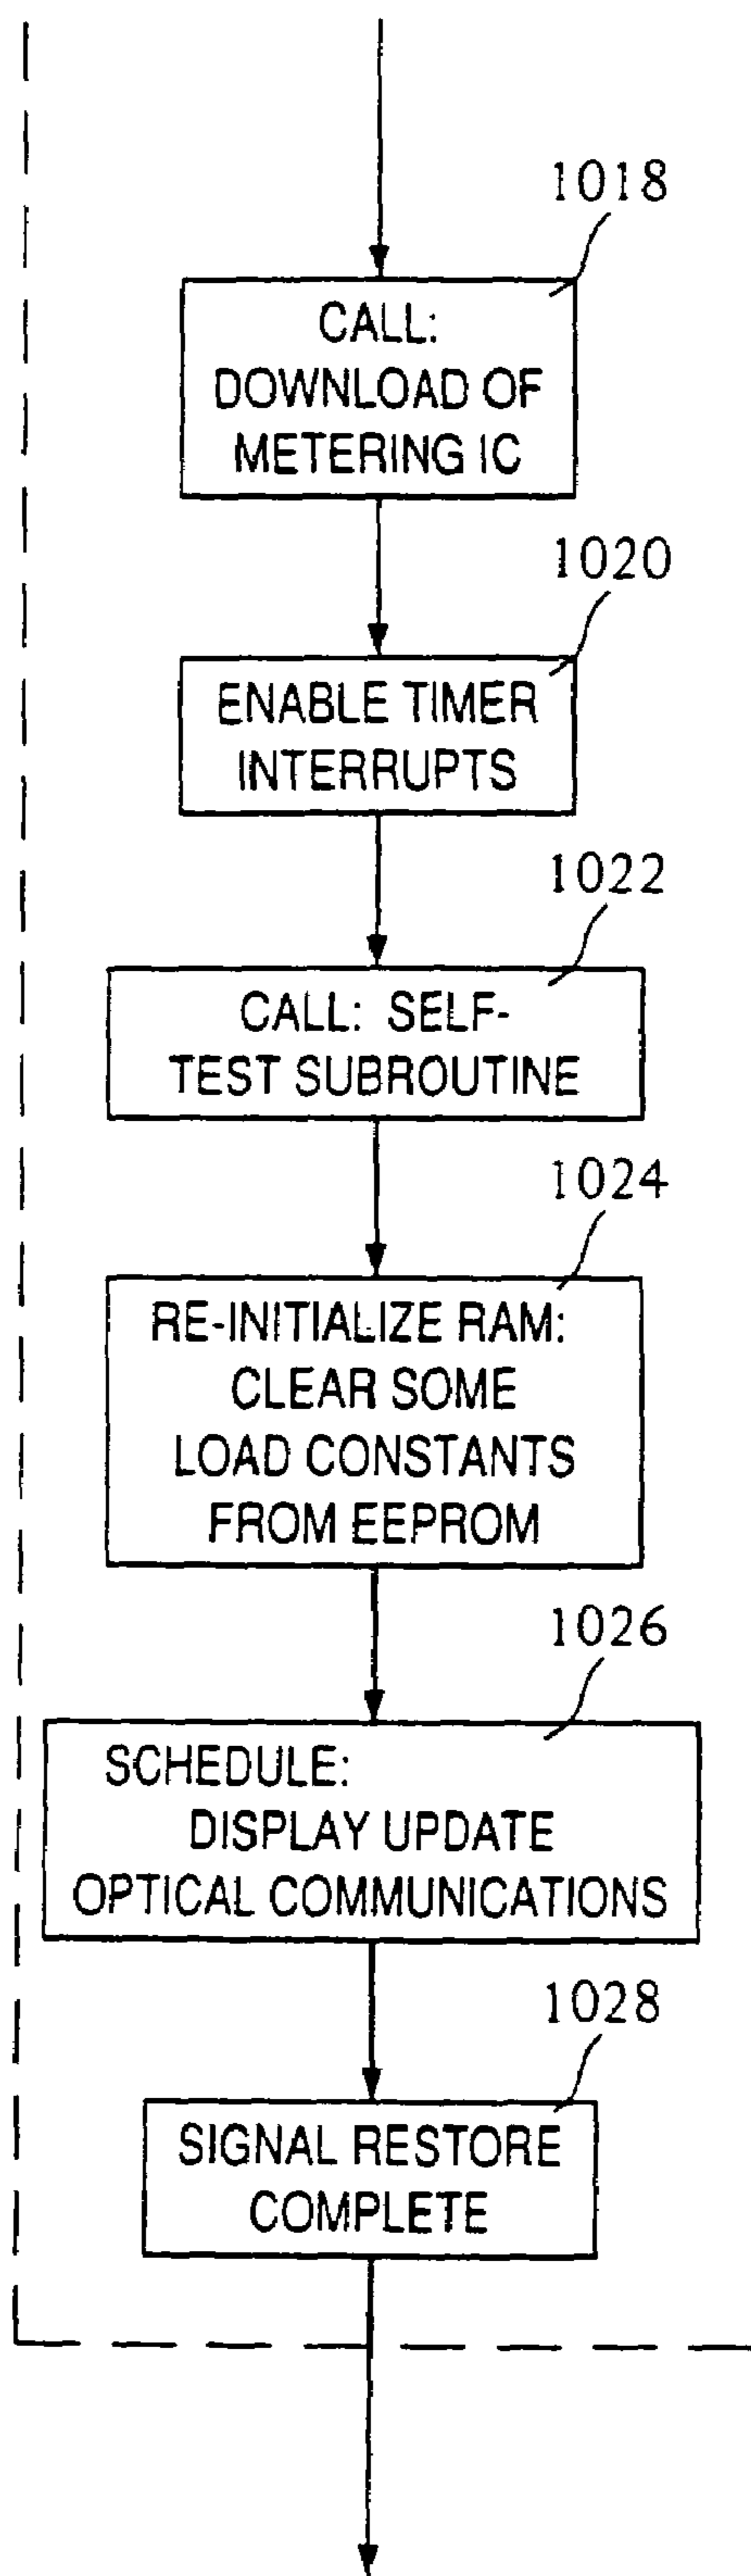 1018
CALL:
DOWNLOAD OF
METERING IC
1020
ENABLE TIMER
INTERRUPTS
1022
CALL: SELF-
TEST SUBROUTINE
1024
RE-INITIALIZE RAM:
CLEAR SOME
LOAD CONSTANTS
FROM EEPROM
1026
SCHEDULE:
DISPLAY UPDATE
OPTICAL COMMUNICATIONS
1028
SIGNAL RESTORE
COMPLETE